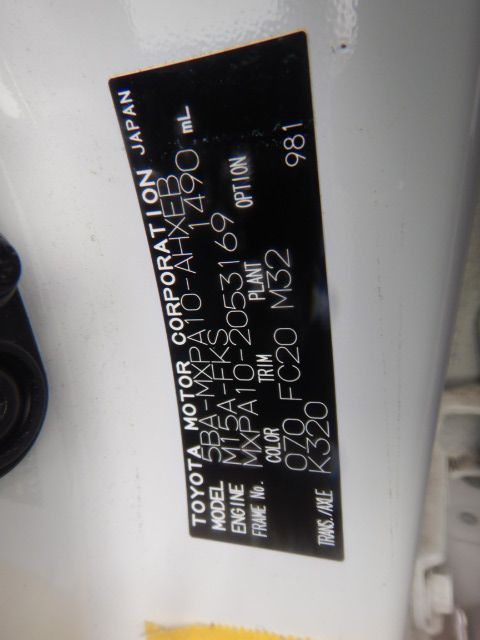 TOYOTA MOTOR CORPORATION JAPAN
MODEL 5BA-MXPA10-AHXEB
ENGINE M15A-FKS 1490 mL
FRAME No. MXPA10-2053169
COLOR TRIM PLANT OPTION
070 FC20 M32 981
TRANS./AXLE K320